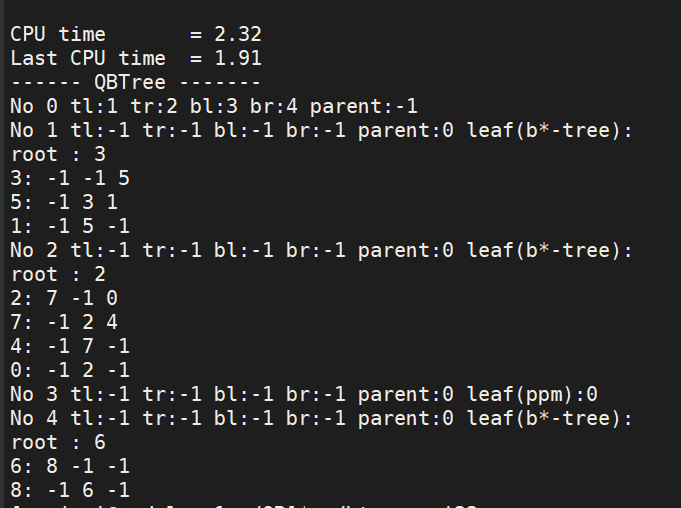 CPU time       = 2.32
Last CPU time  = 1.91
------ QBTree -------
No 0 tl:1 tr:2 bl:3 br:4 parent:-1
No 1 tl:-1 tr:-1 bl:-1 br:-1 parent:0 leaf(b*-tree):
root : 3
3: -1 -1 5
5: -1 3 1
1: -1 5 -1
No 2 tl:-1 tr:-1 bl:-1 br:-1 parent:0 leaf(b*-tree):
root : 2
2: 7 -1 0
7: -1 2 4
4: -1 7 -1
0: -1 2 -1
No 3 tl:-1 tr:-1 bl:-1 br:-1 parent:0 leaf(ppm):0
No 4 tl:-1 tr:-1 bl:-1 br:-1 parent:0 leaf(b*-tree):
root : 6
6: 8 -1 -1
8: -1 6 -1